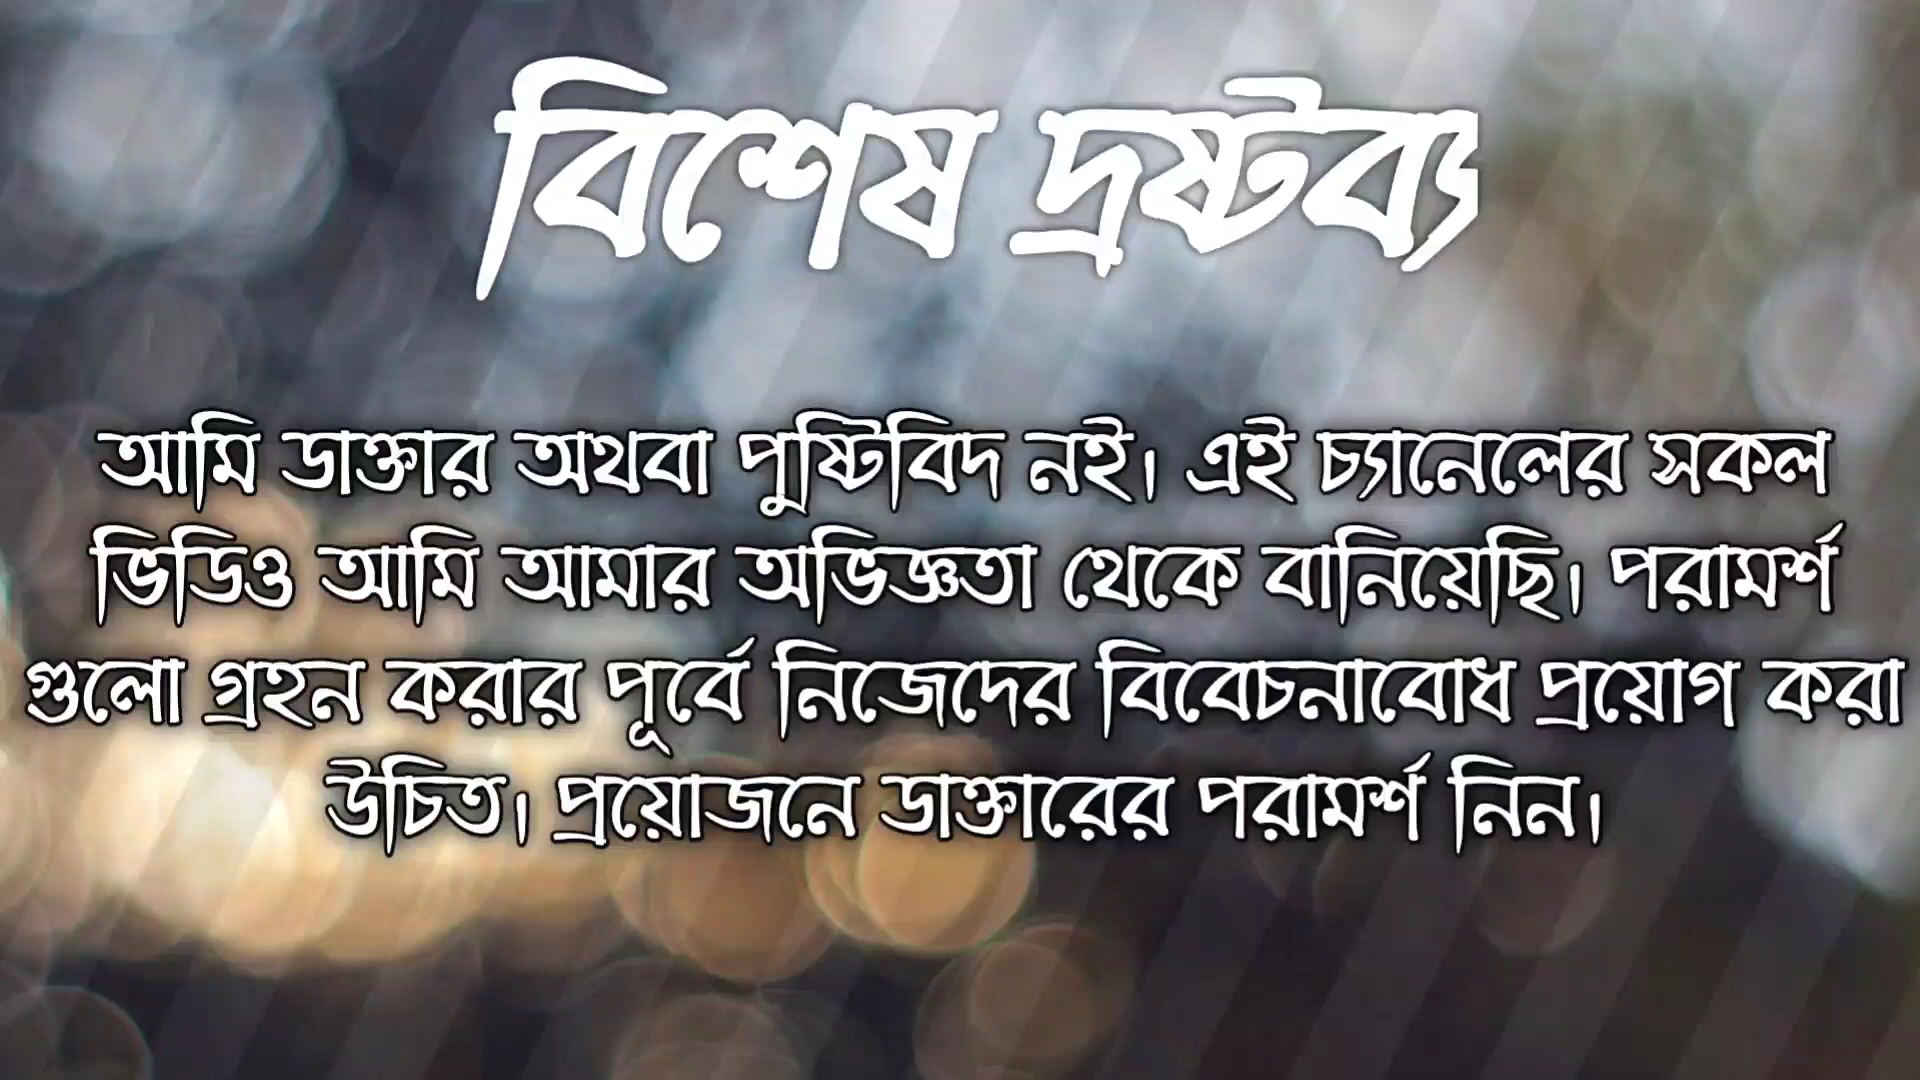 বিশেষ দ্রষ্টব্য
আমি ডাক্তার অথবা পুষ্টিবিদ নই। এই চ্যানেলের সকল
ভিডিও আমি আমার অভিজ্ঞতা থেকে বানিয়েছি। পরামর্শ
গুলো গ্রহন করার পূর্বে নিজেদের বিবেচনাবোধ প্রয়োগ করা
উচিত। প্রয়োজনে ডাক্তারের পরামর্শ নিন।